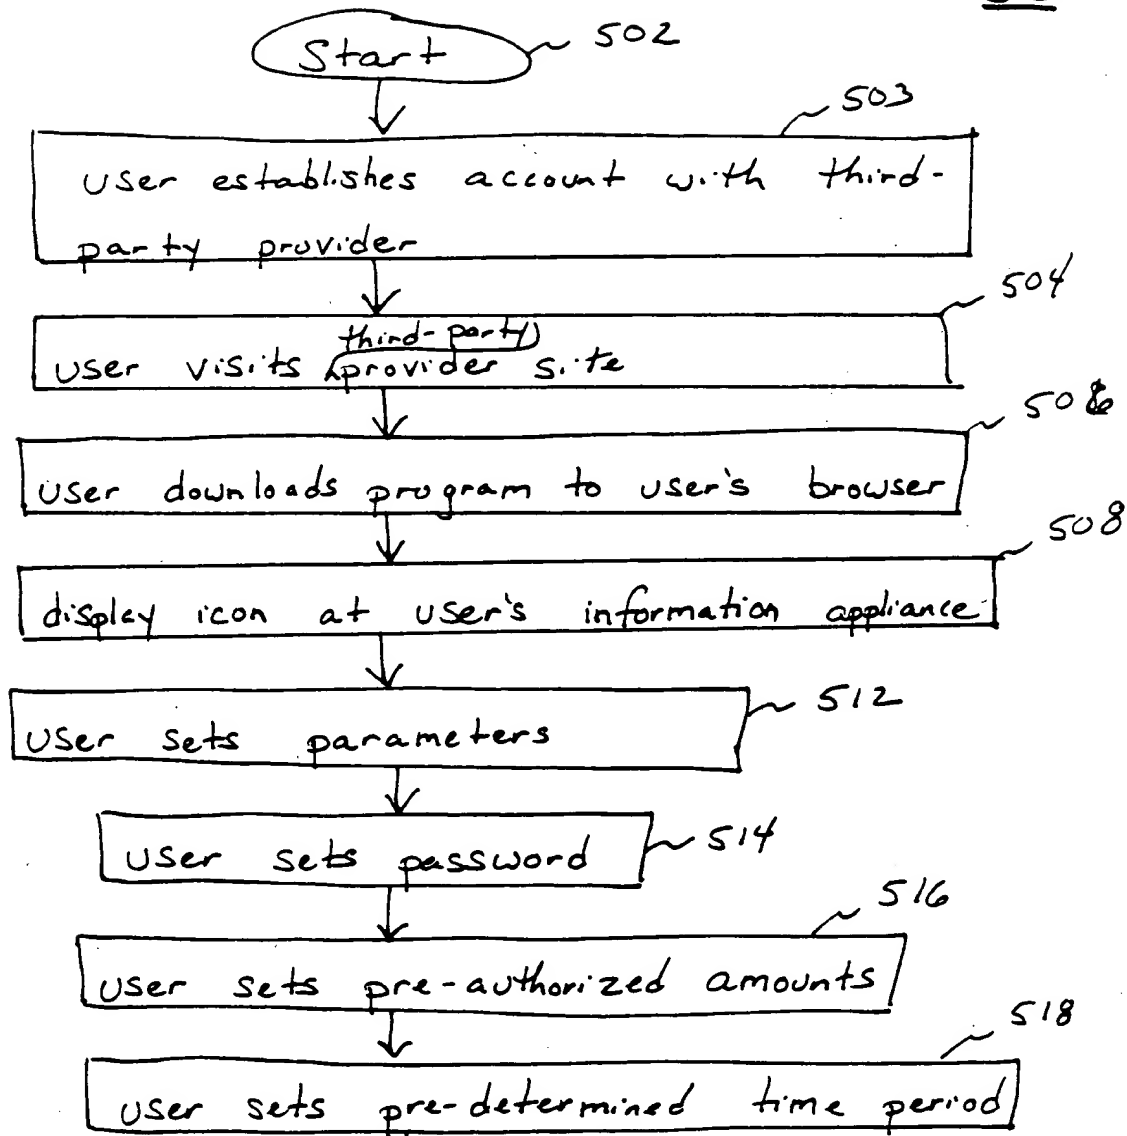 Start
502
503
user establishes account with third-
party provider
504
third-party
user visits provider site
506
user downloads program to user's browser
508
display icon at user's information appliance
user sets parameters
512
user sets password
514
516
user sets pre-authorized amounts
518
user sets pre-determined time period